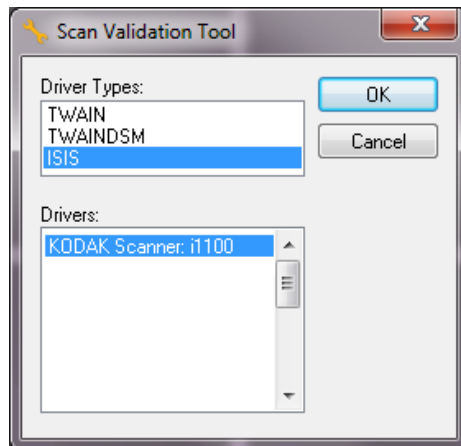 Scan Validation Tool
Driver Types:
TWAIN
TWAINDSM
ISIS
OK
Cancel
Drivers:
KODAK Scanner: i1100